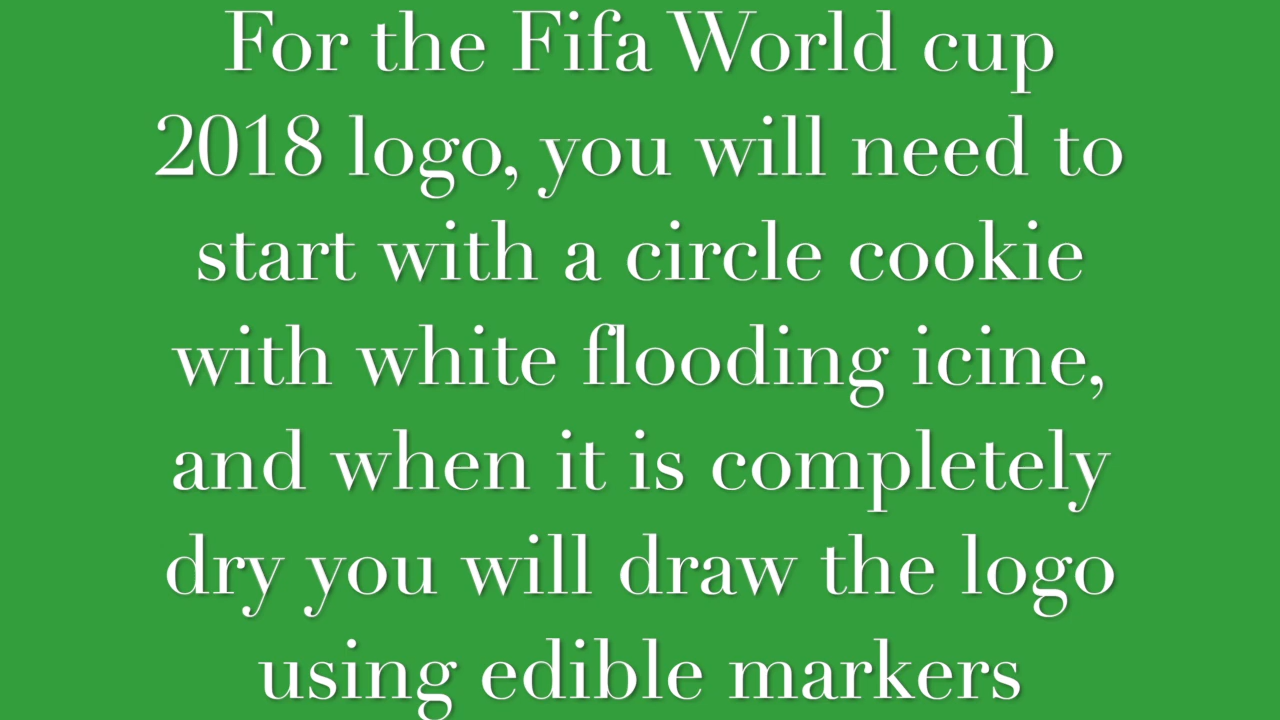 For the Fifa World cup
2018 logo, you will need to
start with a circle cookie
with white flooding icine,
and when it is completely
dry you will draw the logo
using edible markers